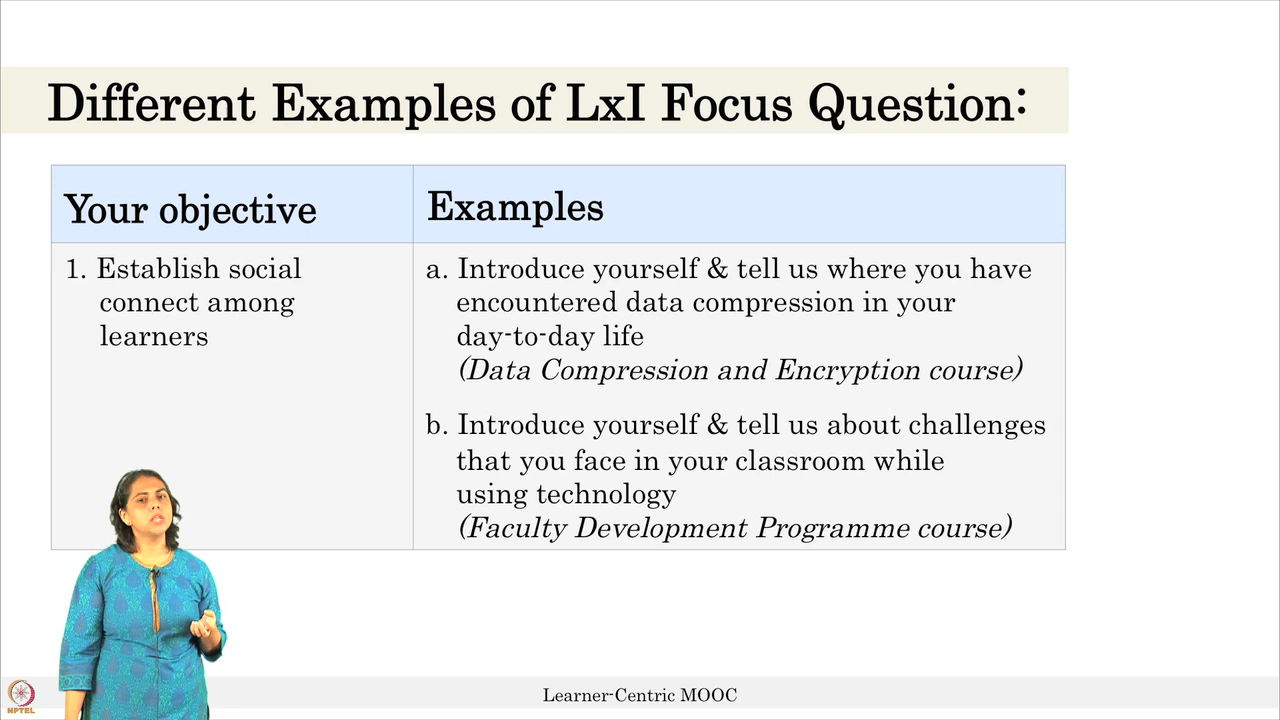 Different Examples of LxI Focus Question:
Your objective
Examples
1. Establish social
connect among
learners
a. Introduce yourself & tell us where you have
encountered data compression in your
day-to-day life
(Data Compression and Encryption course)
b. Introduce yourself & tell us about challenges
that you face in your classroom while
using technology
(Faculty Development Programme course)
Learner-Centric MOOC
NPTEL